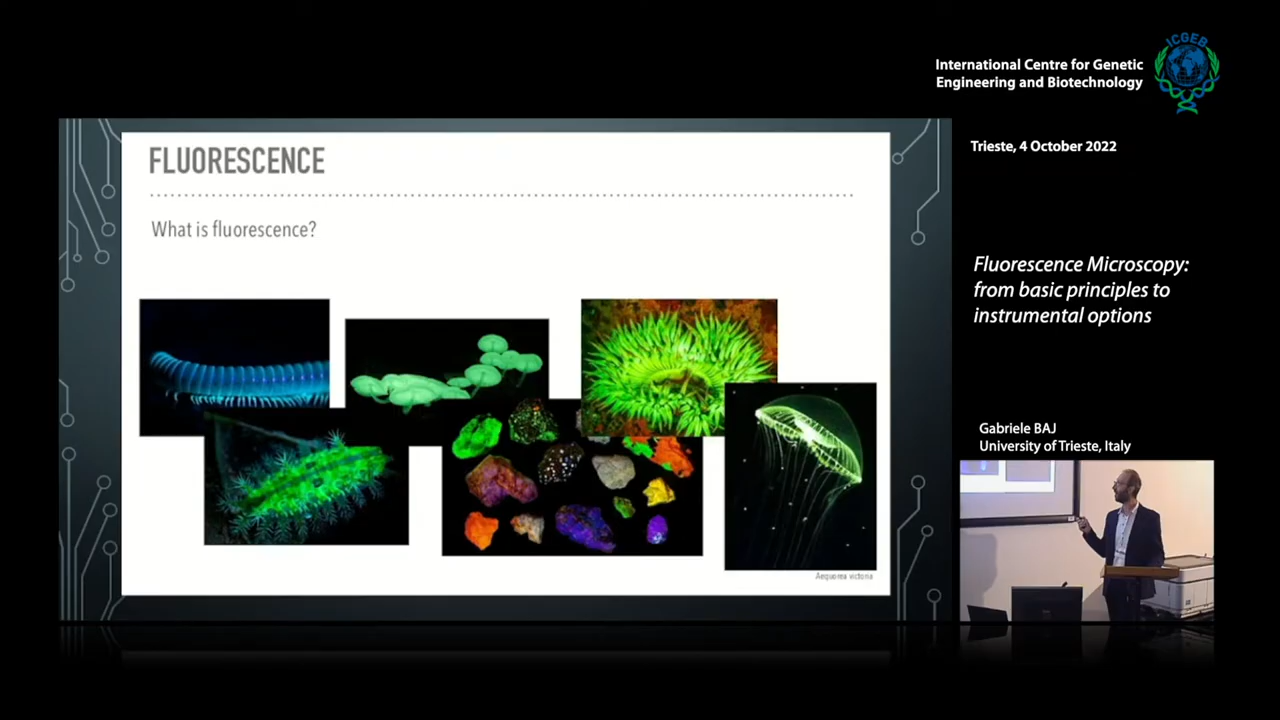 ICGEB
International Centre for Genetic
Engineering and Biotechnology
Trieste, 4 October 2022
FLUORESCENCE
What is fluorescence?
Aequorea victoria
Fluorescence Microscopy:
from basic principles to
instrumental options
Gabriele BAJ
University of Trieste, Italy